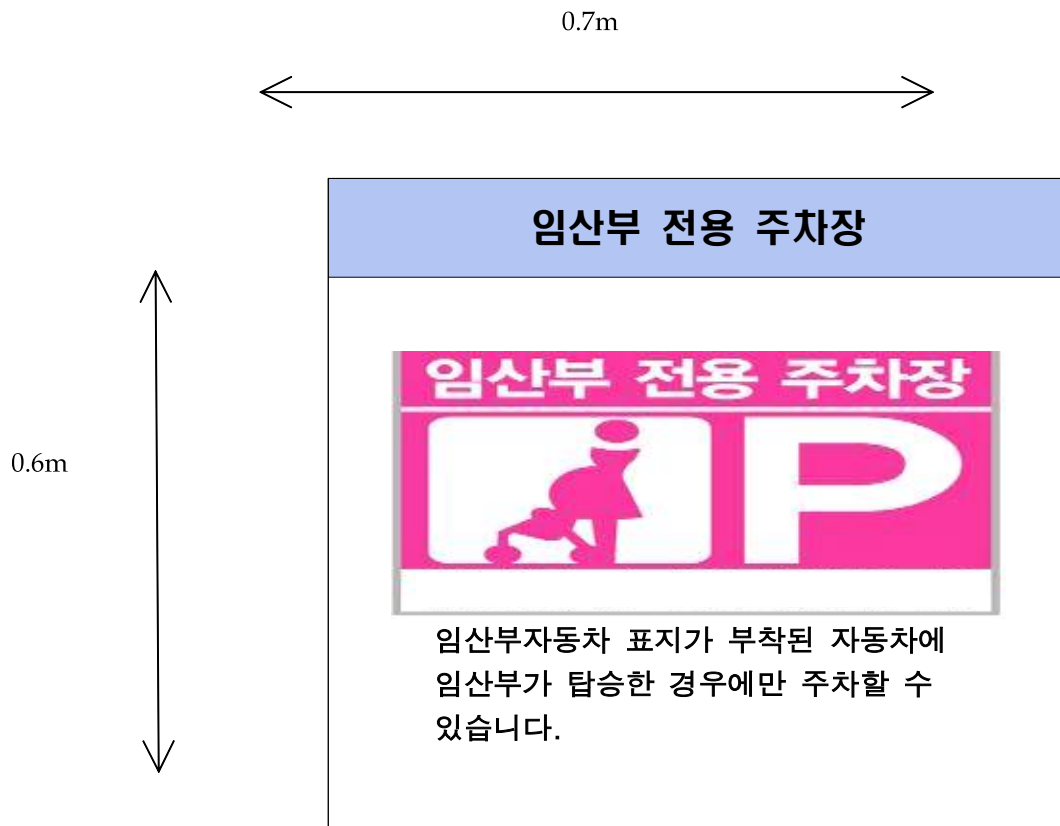 0.7m
임산부 전용 주차장
0.6m
임산부 전용 주차장
P
임산부자동차 표지가 부착된 자동차에
임산부가 탑승한 경우에만 주차할 수
있습니다.